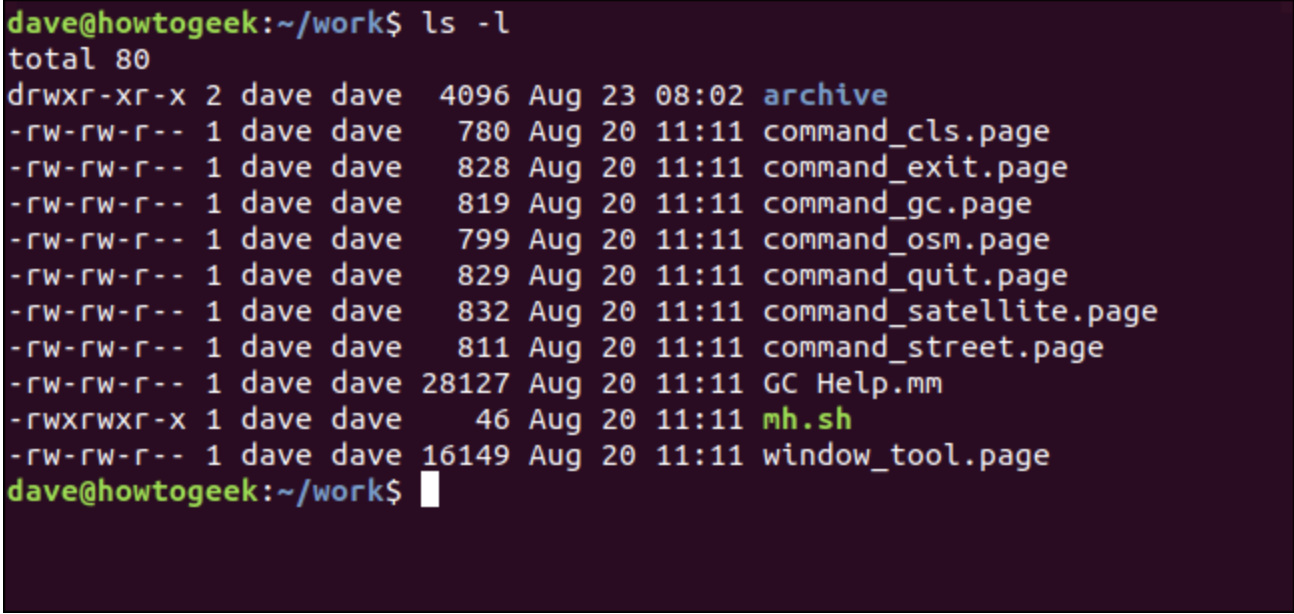 dave@howtogeek:~/work$ ls -l
total 80
drwxr-xr-x 2 dave dave  4096 Aug 23 08:02 archive
-rw-rw-r-- 1 dave dave   780 Aug 20 11:11 command_cls.page
-rw-rw-r-- 1 dave dave   828 Aug 20 11:11 command_exit.page
-rw-rw-r-- 1 dave dave   819 Aug 20 11:11 command_gc.page
-rw-rw-r-- 1 dave dave   799 Aug 20 11:11 command_osm.page
-rw-rw-r-- 1 dave dave   829 Aug 20 11:11 command_quit.page
-rw-rw-r-- 1 dave dave   832 Aug 20 11:11 command_satellite.page
-rw-rw-r-- 1 dave dave   811 Aug 20 11:11 command_street.page
-rw-rw-r-- 1 dave dave 28127 Aug 20 11:11 GC Help.mm
-rwxrwxr-x 1 dave dave    46 Aug 20 11:11 mh.sh
-rw-rw-r-- 1 dave dave 16149 Aug 20 11:11 window_tool.page
dave@howtogeek:~/work$